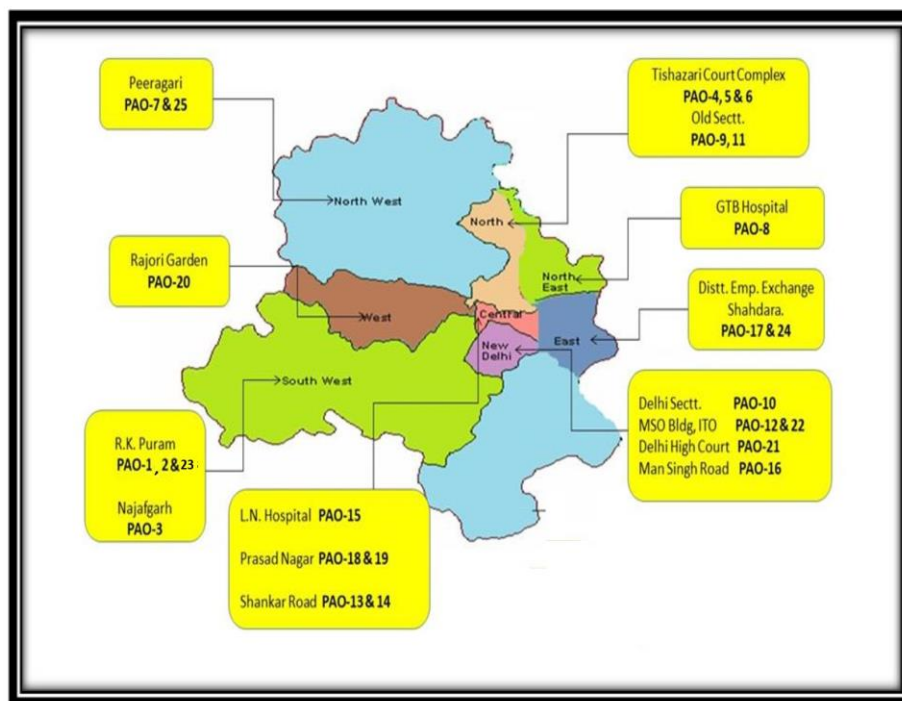 Peeragari
PAO-7 & 25
Tishazari Court Complex
PAO-4, 5 & 6
Old Sectt.
PAO-9, 11
North West
North
GTB Hospital
PAO-8
Rajori Garden
PAO-20
North
East
Distt. Emp. Exchange
Shahdara.
PAO-17 & 24
West
Central
New
Delhi
East
South West
Delhi Sectt. PAO-10
MSO Bldg, ITO PAO-12 & 22
Delhi High Court PAO-21
Man Singh Road PAO-16
R.K. Puram
PAO-1, 2 & 23
Najafgarh
PAO-3
L.N. Hospital PAO-15
Prasad Nagar PAO-18 & 19
Shankar Road PAO-13 & 14